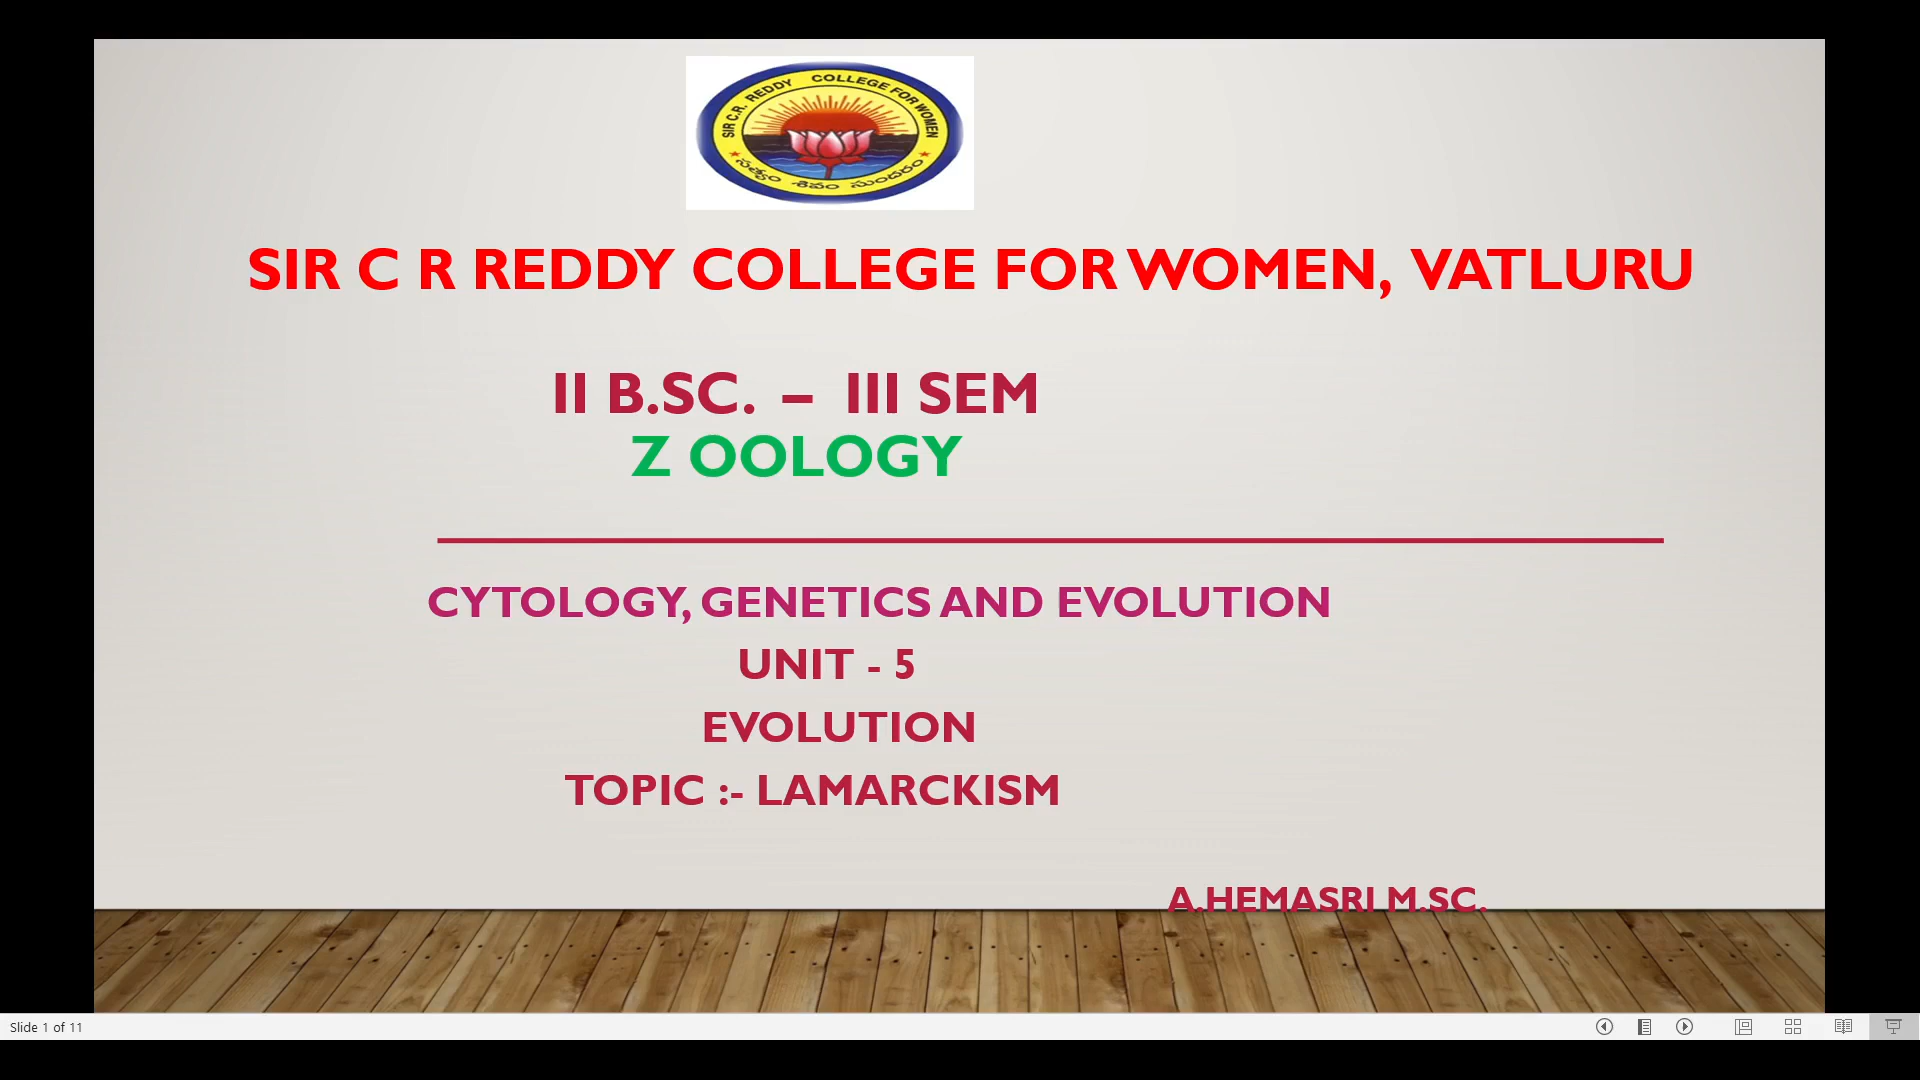 SIR C.R. REDDY COLLEGE FOR WOMEN
సత్యం శివం సుందరం
SIR C R REDDY COLLEGE FOR WOMEN, VATLURU
II B.SC. – III SEM
Z OOLOGY
CYTOLOGY, GENETICS AND EVOLUTION
UNIT - 5
EVOLUTION
TOPIC :- LAMARCKISM
A.HEMASRI M.SC.
Slide 1 of 11